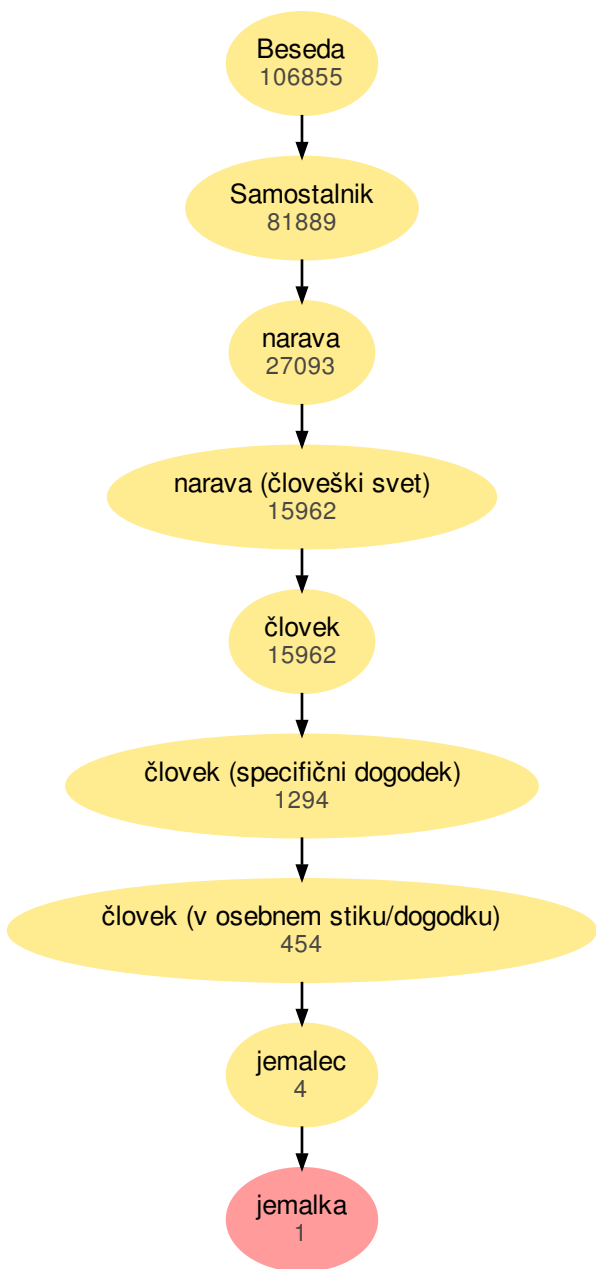 Beseda
106855
Samostalnik
81889
narava
27093
narava (človeški svet)
15962
človek
15962
človek (specifični dogodek)
1294
človek (v osebnem stiku/dogodku)
454
jemalec
4
jemalka
1